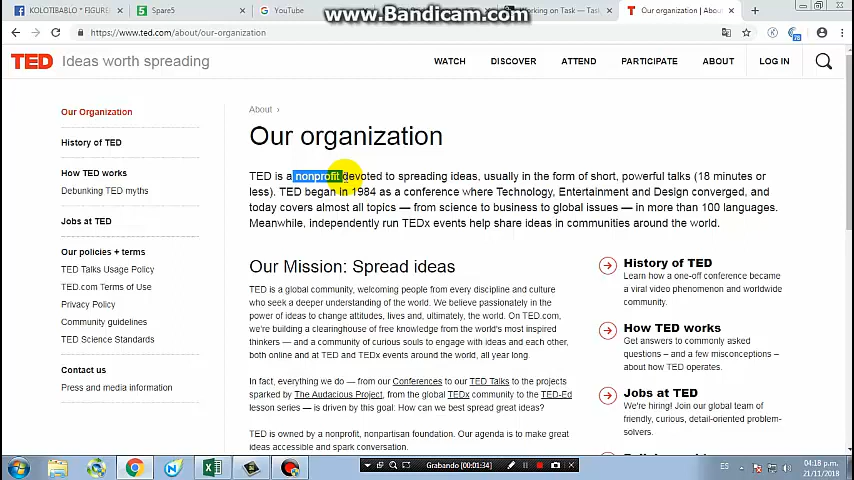 www.Bandicam.com
KOLOTIBABLO * FIGURE
Spare5
YouTube
Working on Task — Tas
Our organization | Abou
https://www.ted.com/about/our-organization
TED Ideas worth spreading
WATCH DISCOVER ATTEND PARTICIPATE ABOUT LOG IN
Our Organization
History of TED
How TED works
Debunking TED myths
Jobs at TED
Our policies + terms
TED Talks Usage Policy
TED.com Terms of Use
Privacy Policy
Community guidelines
TED Science Standards
Contact us
Press and media information
About ›
Our organization
TED is a nonprofit devoted to spreading ideas, usually in the form of short, powerful talks (18 minutes or
less). TED began in 1984 as a conference where Technology, Entertainment and Design converged, and
today covers almost all topics — from science to business to global issues — in more than 100 languages.
Meanwhile, independently run TEDx events help share ideas in communities around the world.
Our Mission: Spread ideas
TED is a global community, welcoming people from every discipline and culture
who seek a deeper understanding of the world. We believe passionately in the
power of ideas to change attitudes, lives and, ultimately, the world. On TED.com,
we're building a clearinghouse of free knowledge from the world's most inspired
thinkers — and a community of curious souls to engage with ideas and each other,
both online and at TED and TEDx events around the world, all year long.
In fact, everything we do — from our Conferences to our TED Talks to the projects
sparked by The Audacious Project, from the global TEDx community to the TED-Ed
lesson series — is driven by this goal: How can we best spread great ideas?
TED is owned by a nonprofit, nonpartisan foundation. Our agenda is to make great
ideas accessible and spark conversation.
History of TED
Learn how a one-off conference became
a viral video phenomenon and worldwide
community.
How TED works
Get answers to commonly asked
questions – and a few misconceptions –
about how TED operates.
Jobs at TED
We're hiring! Join our global team of
friendly, curious, detail-oriented problem-
solvers.
Grabando [00:01:34]
ES
04:18 p.m.
21/11/2018